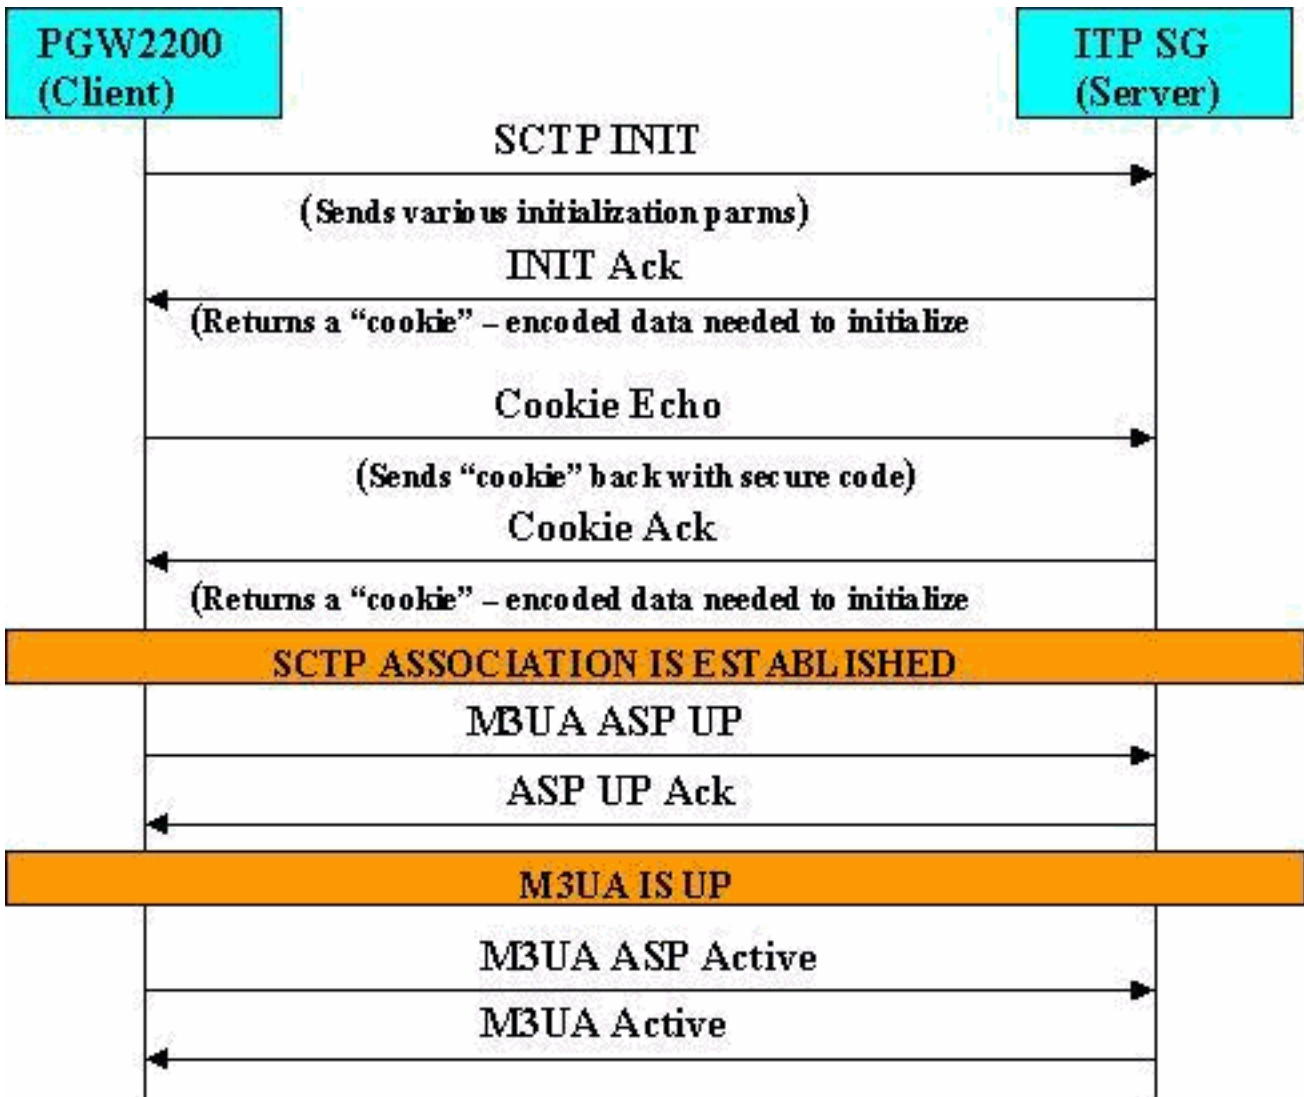 PGW2200
(Client)
ITP SG
(Server)
SCTP INIT
(Sends various initialization parms)
INIT Ack
(Returns a “cookie” – encoded data needed to initialize
Cookie Echo
(Sends “cookie” back with secure code)
Cookie Ack
(Returns a “cookie” – encoded data needed to initialize
SCTP ASSOCIATION IS ESTABLISHED
M3UA ASP UP
ASP UP Ack
M3UA IS UP
M3UA ASP Active
M3UA Active